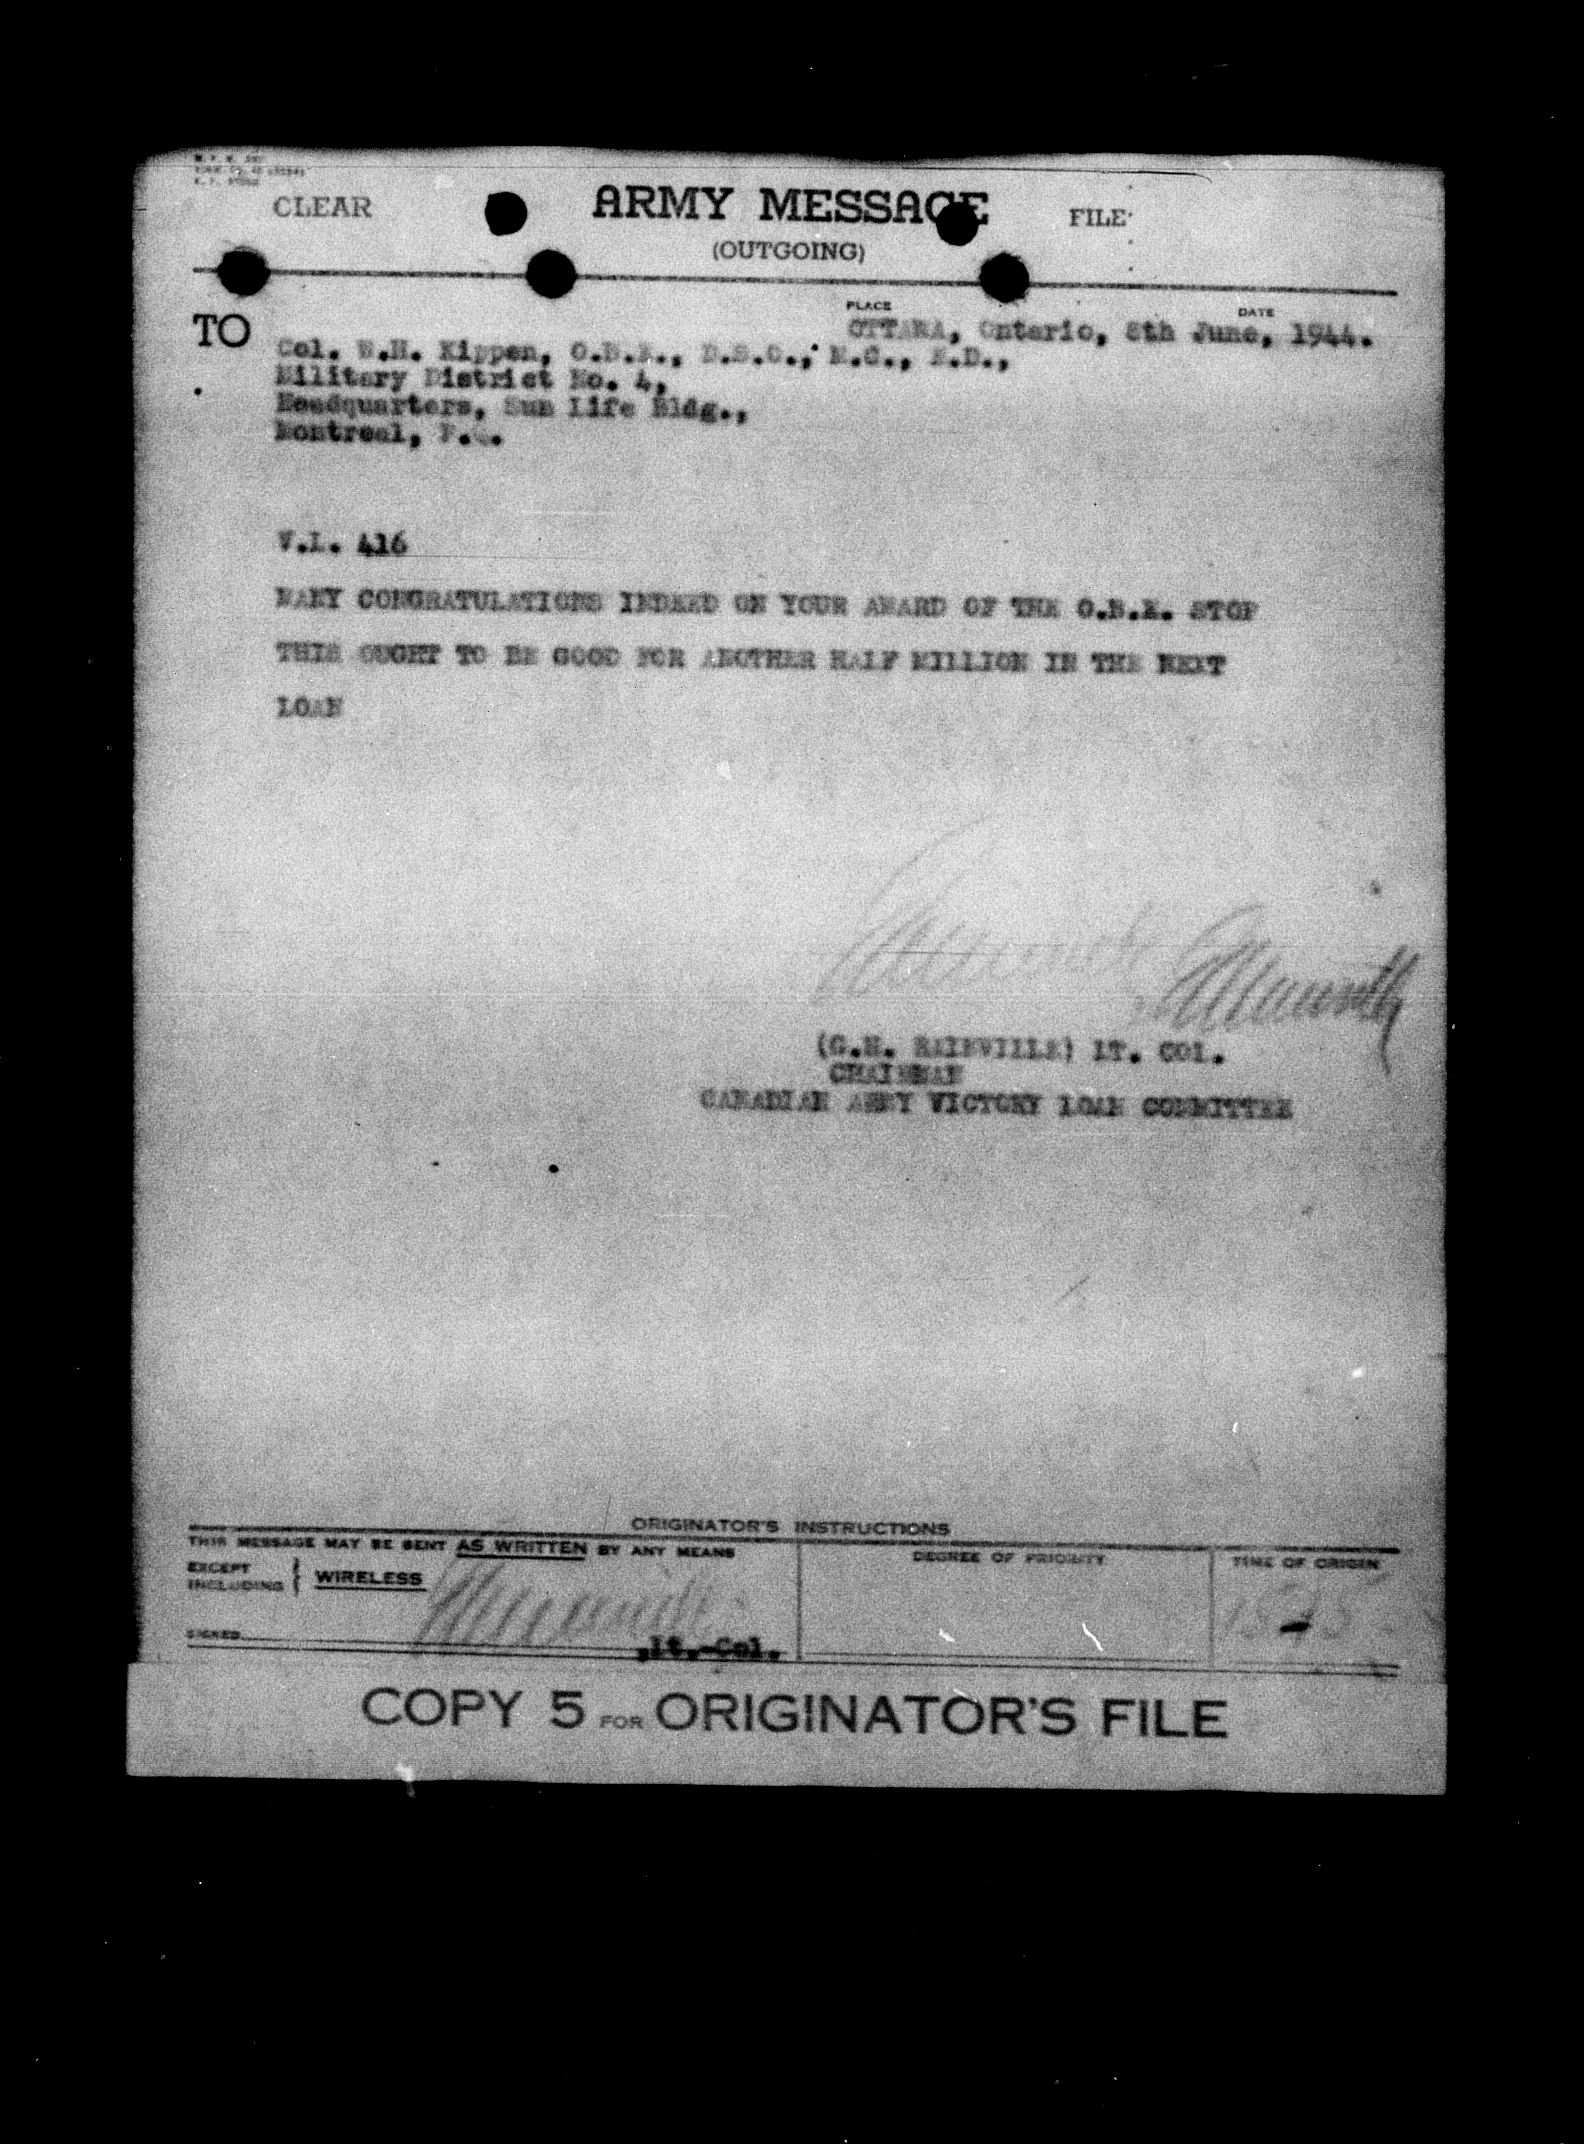 CLEAR
ARMY MESSAGE
FILE
(OUTGOING)
PLACE
DATE
OTTAWA, Ontario, 8th June, 1944.
TO
Col. W.H. Kippen, O.B.E., D.S.O., M.C., E.D.,
Military District No. 4,
Headquarters, Sun Life Bldg.,
Montreal, P.Q.
V.L. 416
MANY CONGRATULATIONS INDEED ON YOUR AWARD OF THE O.B.E. STOP
THIS OUGHT TO BE GOOD FOR ANOTHER HALF MILLION IN THE NEXT
LOAN
(G.H. RAINVILLE) LT. COL.
CHAIRMAN
CANADIAN ARMY VICTORY LOAN COMMITTEE
ORIGINATOR'S INSTRUCTIONS
THIS MESSAGE MAY BE SENT AS WRITTEN BY ANY MEANS
DEGREE OF PRIORITY
TIME OF ORIGIN
EXCEPT
INCLUDING } WIRELESS
SIGNED
,Lt.-Col.
COPY 5 FOR ORIGINATOR'S FILE